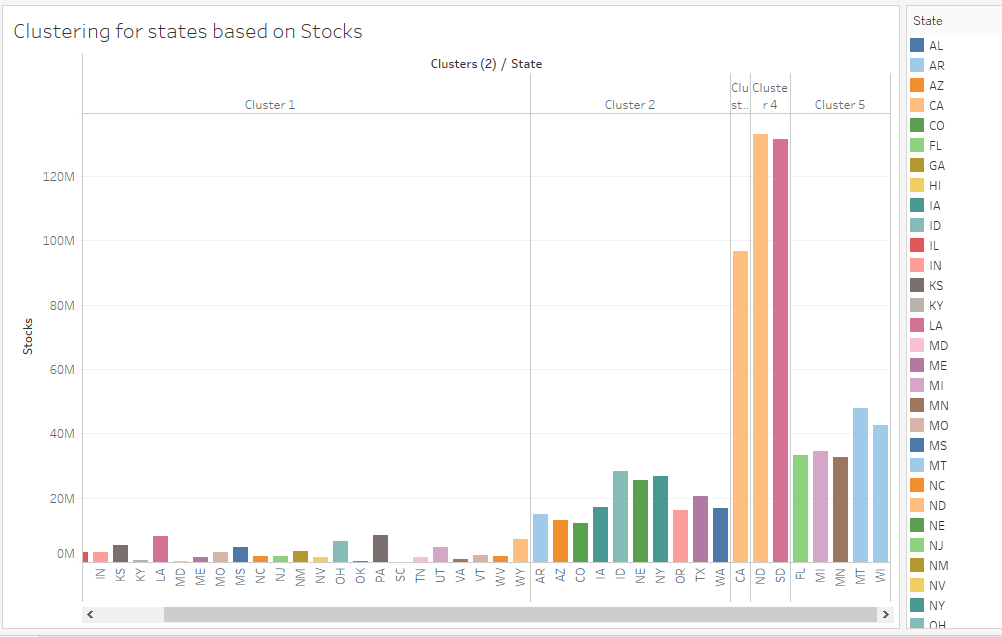 Clustering for states based on Stocks
Clusters (2) / State
Cluster 1
Cluster 2
Clu
st..
Cluste
r 4
Cluster 5
Stocks
120M
100M
80M
60M
40M
20M
0M
IN
KS
KY
LA
MD
ME
MO
MS
NC
NJ
NM
NV
OH
OK
PA
SC
TN
UT
VA
VT
WV
WY
AR
AZ
CO
IA
ID
NE
NY
OR
TX
WA
CA
ND
SD
FL
MI
MN
MT
WI
State
AL
AR
AZ
CA
CO
FL
GA
HI
IA
ID
IL
IN
KS
KY
LA
MD
ME
MI
MN
MO
MS
MT
NC
ND
NE
NJ
NM
NV
NY
OH